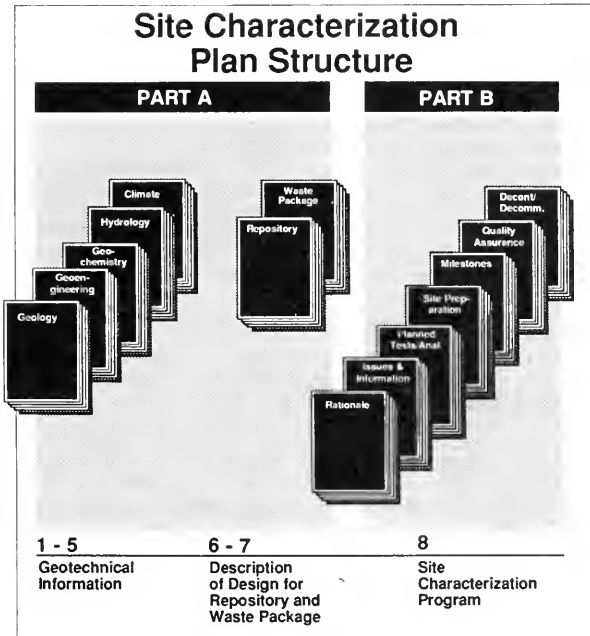 Site Characterization
Plan Structure
PART A
PART B
Climate
Hydrology
Geo-
chemistry
Geoen-
gineering
Geology
Waste
Package
Repository
Decont/
Decomm.
Quality
Assurance
Milestones
Site Prep-
aration
Planned
Tests/Anal.
Issues &
Information
Rationale
1 - 5
Geotechnical
Information
6 - 7
Description
of Design for
Repository and
Waste Package
8
Site
Characterization
Program